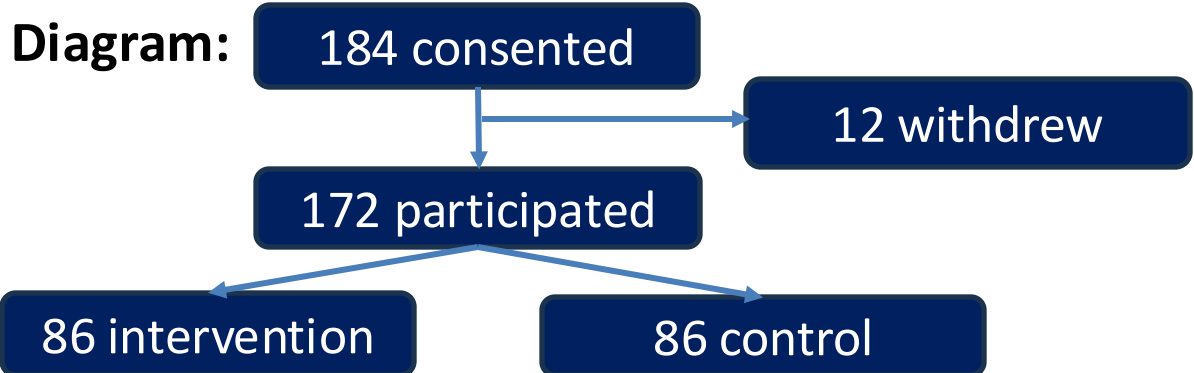 Diagram:
184 consented
12 withdrew
172 participated
86 intervention
86 control